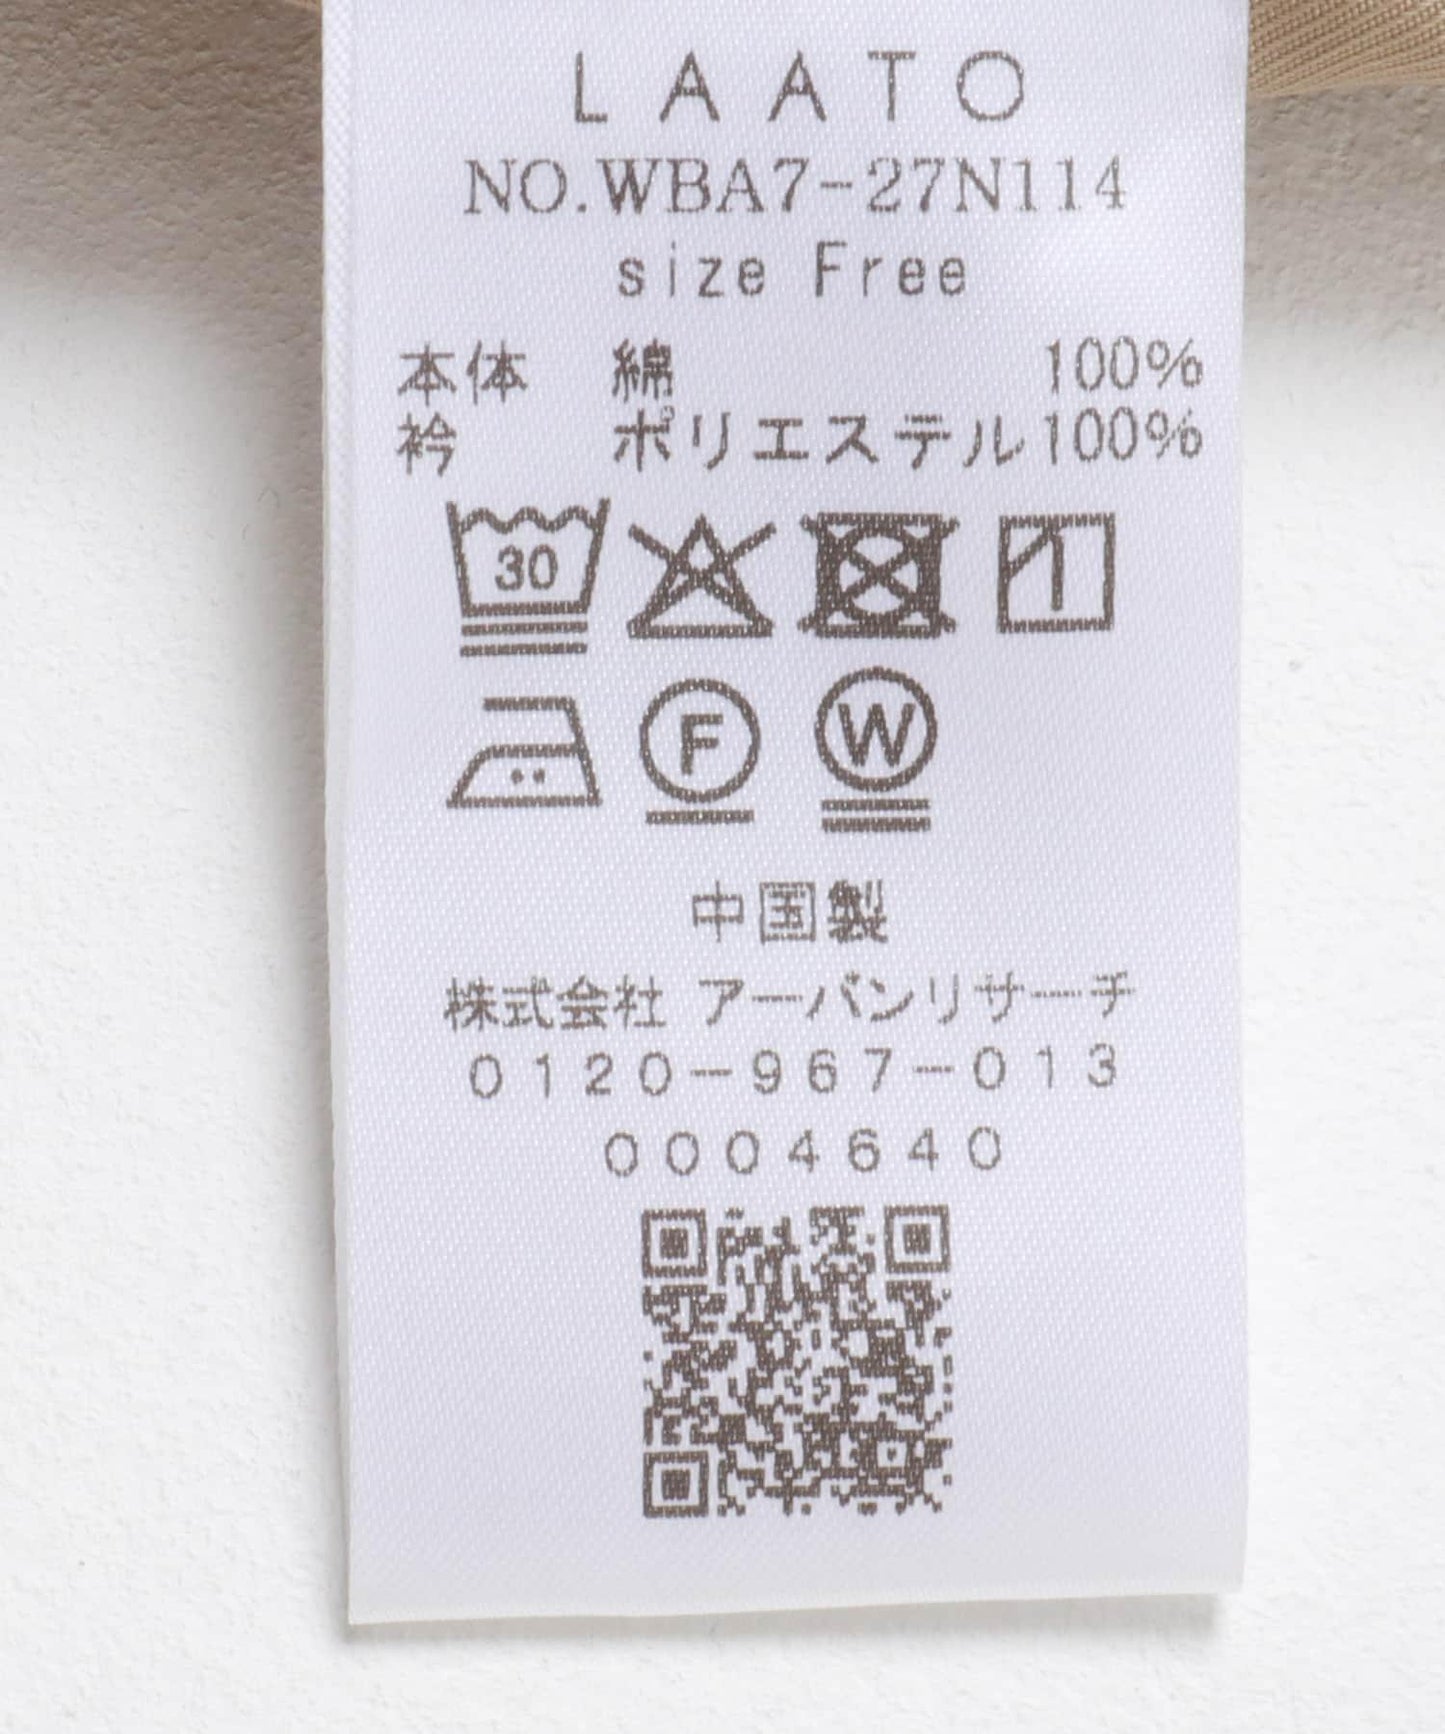 LAATO
NO.WBA7-27N114
size Free
本体 綿 100%
衿 ポリエステル100%
30
F
W
中国製
株式会社 アーバンリサーチ
0120-967-013
0004640